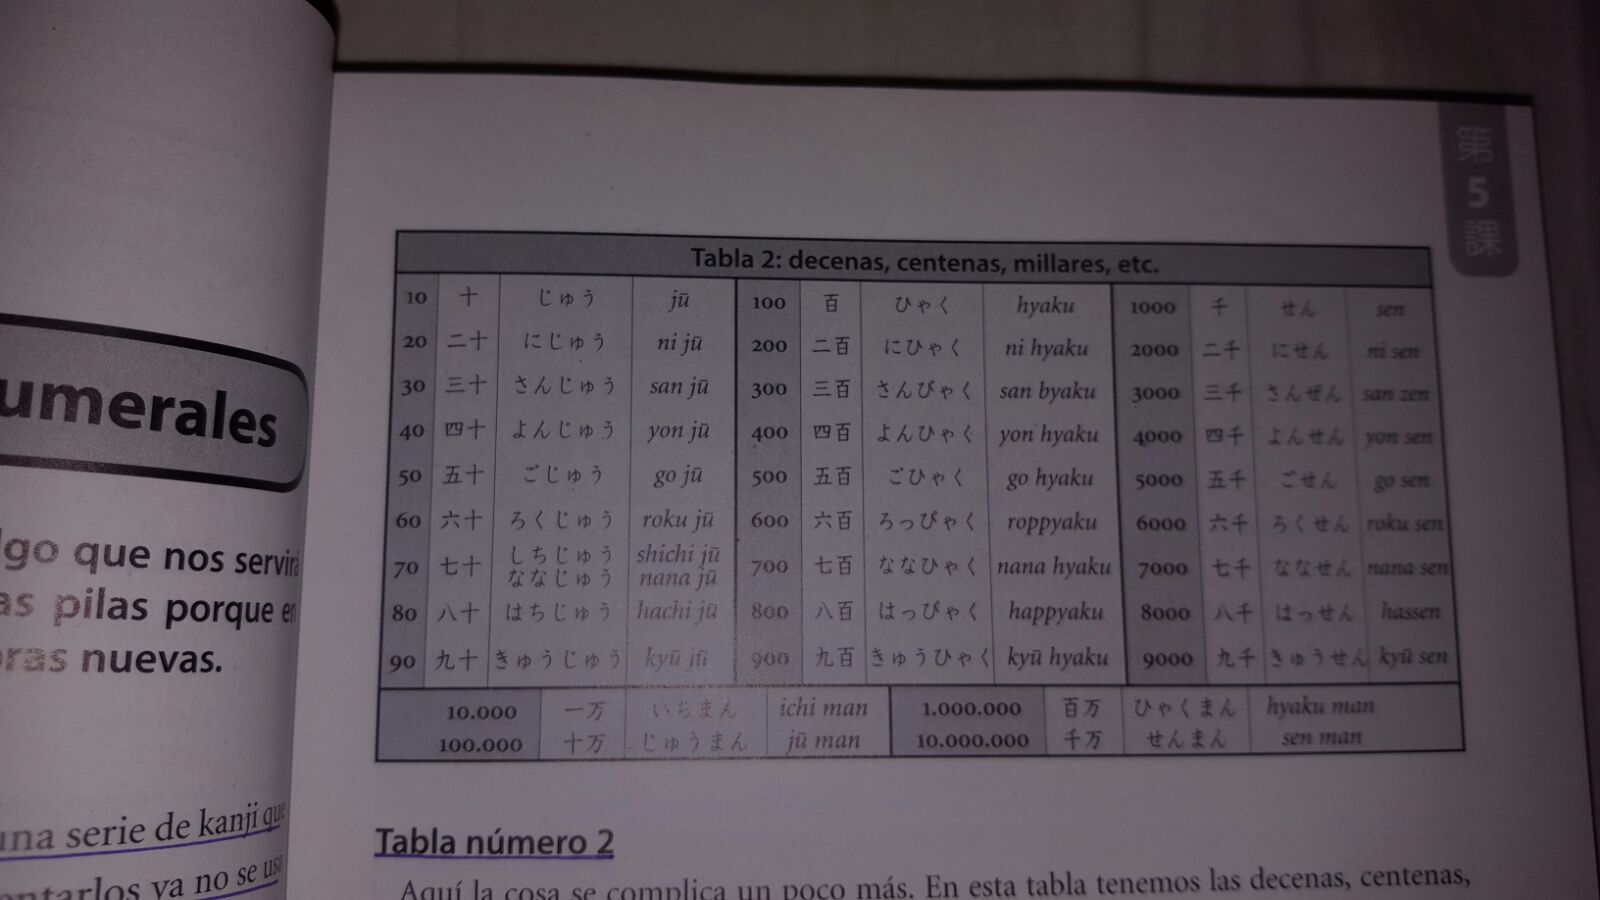 umerales
lgo que nos servirá
as pilas porque en
oras nuevas.
una serie de kanji que
entarlos ya no se usa
第
5
課
Tabla 2: decenas, centenas, millares, etc.
10 十 じゅう jū 100 百 ひゃく hyaku 1000 千 せん sen
20 二十 にじゅう ni jū 200 二百 にひゃく ni hyaku 2000 二千 にせん ni sen
30 三十 さんじゅう san jū 300 三百 さんびゃく san byaku 3000 三千 さんぜん san zen
40 四十 よんじゅう yon jū 400 四百 よんひゃく yon hyaku 4000 四千 よんせん yon sen
50 五十 ごじゅう go jū 500 五百 ごひゃく go hyaku 5000 五千 ごせん go sen
60 六十 ろくじゅう roku jū 600 六百 ろっぴゃく roppyaku 6000 六千 ろくせん roku sen
70 七十 しちじゅう ななじゅう shichi jū nana jū 700 七百 ななひゃく nana hyaku 7000 七千 ななせん nana sen
80 八十 はちじゅう hachi jū 800 八百 はっぴゃく happyaku 8000 八千 はっせん hassen
90 九十 きゅうじゅう kyū jū 900 九百 きゅうひゃく kyū hyaku 9000 九千 きゅうせん kyū sen
10.000 一万 いちまん ichi man 1.000.000 百万 ひゃくまん hyaku man
100.000 十万 じゅうまん jū man 10.000.000 千万 せんまん sen man
Tabla número 2
Aquí la cosa se complica un poco más. En esta tabla tenemos las decenas, centenas,